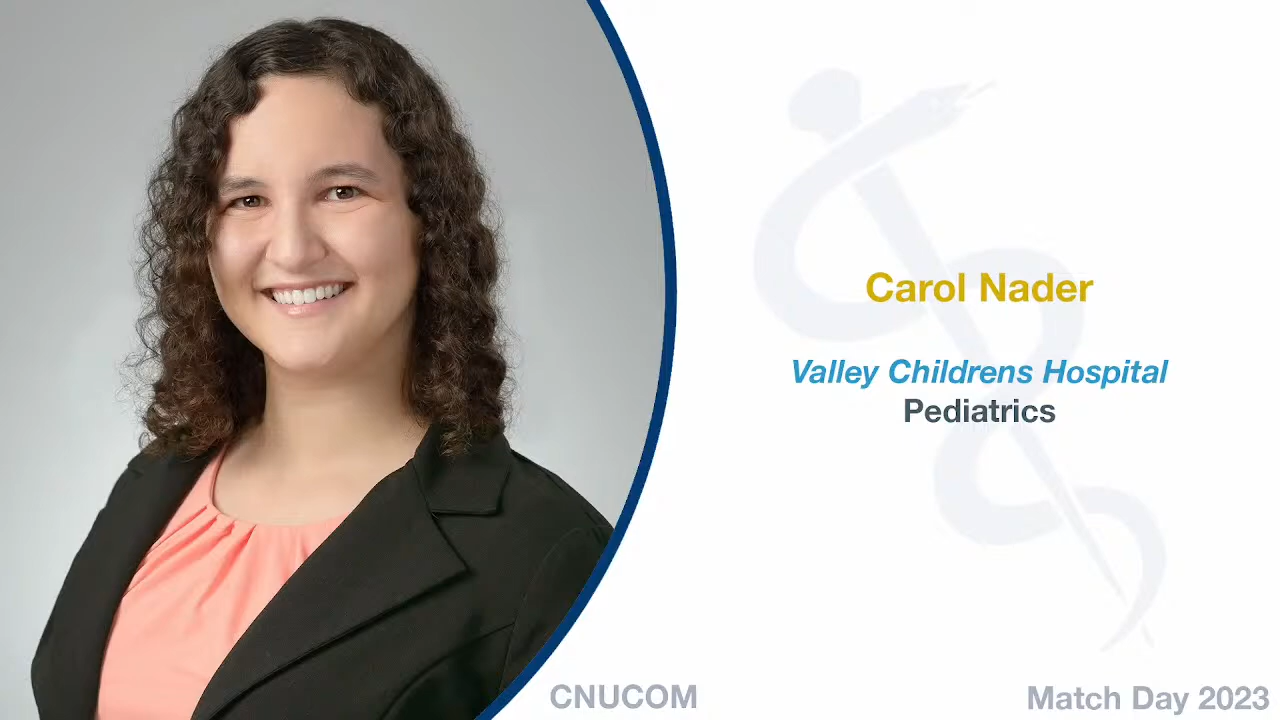 Carol Nader
Valley Childrens Hospital
Pediatrics
CNUCOM
Match Day 2023